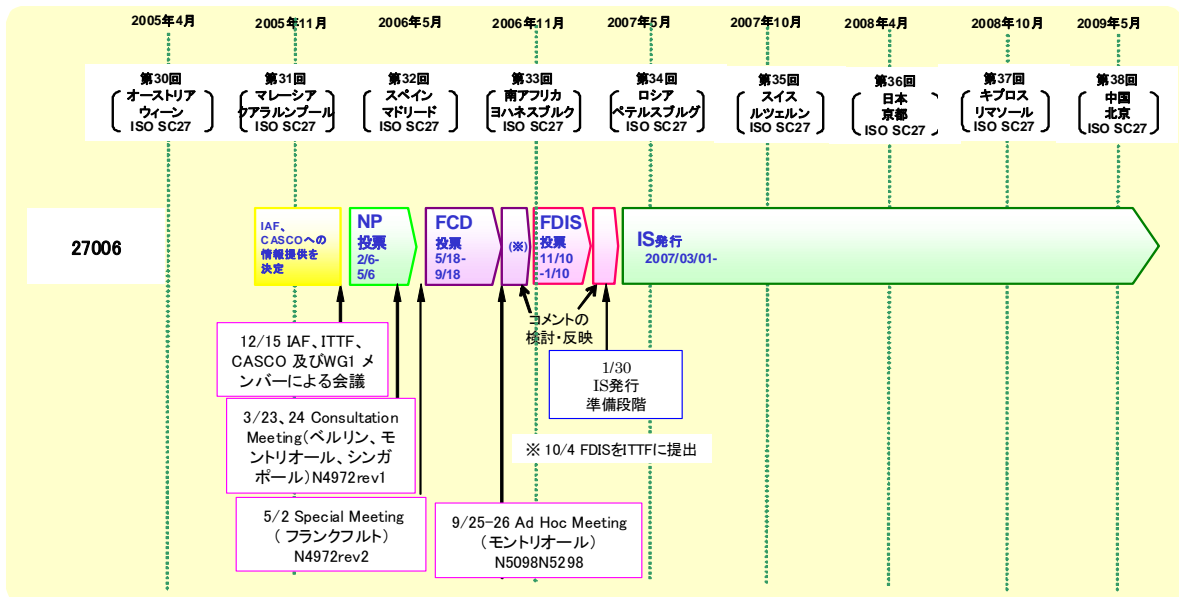 2005年4月
2005年11月
2006年5月
2006年11月
2007年5月
2007年10月
2008年4月
2008年10月
2009年5月
第30回
オーストリア
ウィーン
ISO SC27
第31回
マレーシア
クアラルンプール
ISO SC27
第32回
スペイン
マドリード
ISO SC27
第33回
南アフリカ
ヨハネスブルク
ISO SC27
第34回
ロシア
ペテルスブルグ
ISO SC27
第35回
スイス
ルツェルン
ISO SC27
第36回
日本
京都
ISO SC27
第37回
キプロス
リマソール
ISO SC27
第38回
中国
北京
ISO SC27
27006
IAF、
CASCOへの
情報提供を
決定
NP
投票
2/6-
5/6
FCD
投票
5/18-
9/18
(※)
FDIS
投票
11/10
-1/10
IS発行
2007/03/01-
コメントの
検討・反映
12/15 IAF、ITTF、
CASCO 及びWG1 メ
ンバーによる会議
1/30
IS発行
準備段階
3/23、24 Consultation
Meeting(ベルリン、モ
ントリオール、シンガ
ポール)N4972rev1
※ 10/4 FDISをITTFに提出
5/2 Special Meeting
( フランクフルト)
N4972rev2
9/25-26 Ad Hoc Meeting
(モントリオール)
N5098N5298